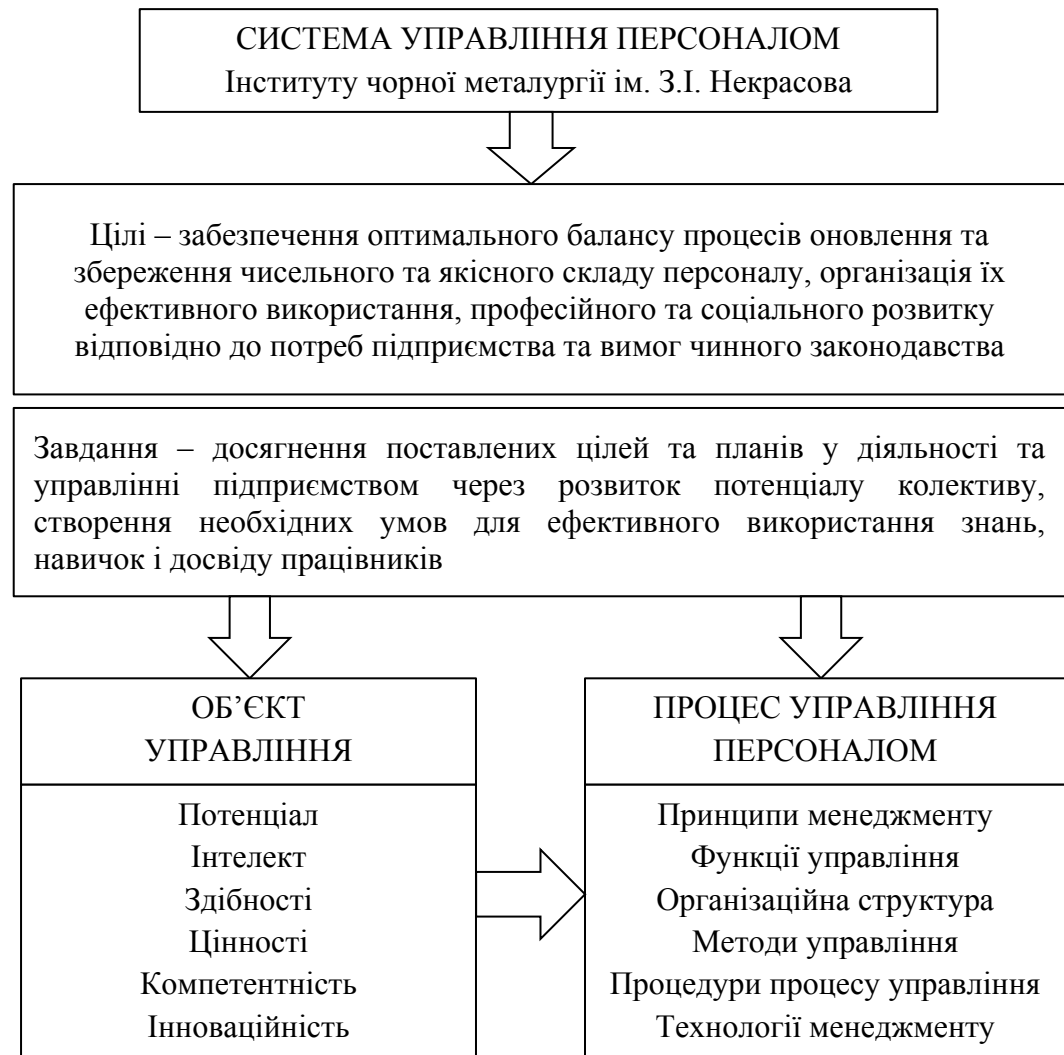 СИСТЕМА УПРАВЛІННЯ ПЕРСОНАЛОМ
Інституту чорної металургії ім. З.І. Некрасова
Цілі – забезпечення оптимального балансу процесів оновлення та
збереження чисельного та якісного складу персоналу, організація їх
ефективного використання, професійного та соціального розвитку
відповідно до потреб підприємства та вимог чинного законодавства
Завдання – досягнення поставлених цілей та планів у діяльності та
управлінні підприємством через розвиток потенціалу колективу,
створення необхідних умов для ефективного використання знань,
навичок і досвіду працівників
ОБ’ЄКТ
УПРАВЛІННЯ
Потенціал
Інтелект
Здібності
Цінності
Компетентність
Інноваційність
ПРОЦЕС УПРАВЛІННЯ
ПЕРСОНАЛОМ
Принципи менеджменту
Функції управління
Організаційна структура
Методи управління
Процедури процесу управління
Технології менеджменту